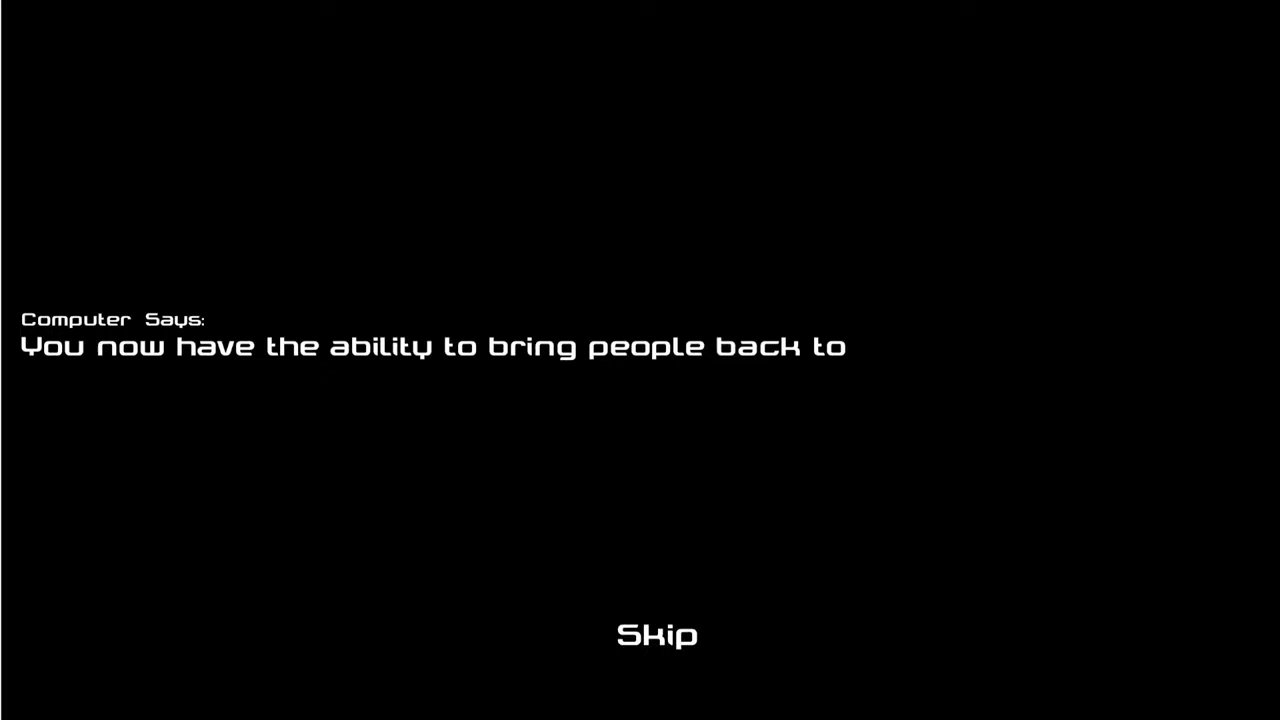 Computer Says:
You now have the ability to bring people back to
Skip